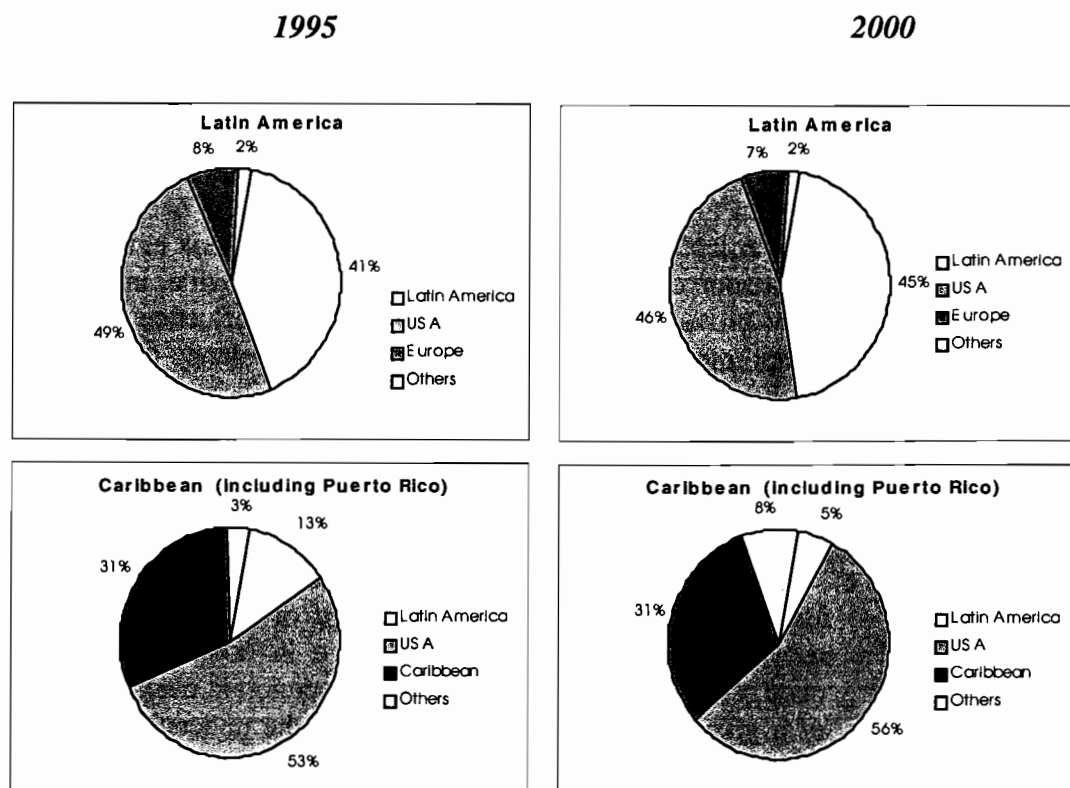 1995
2000
Latin America
8%
2%
41%
49%
Latin America
USA
Europe
Others
Latin America
7%
2%
45%
46%
Latin America
USA
Europe
Others
Caribbean (including Puerto Rico)
3%
13%
31%
53%
Latin America
USA
Caribbean
Others
Caribbean (including Puerto Rico)
8%
5%
31%
56%
Latin America
USA
Caribbean
Others